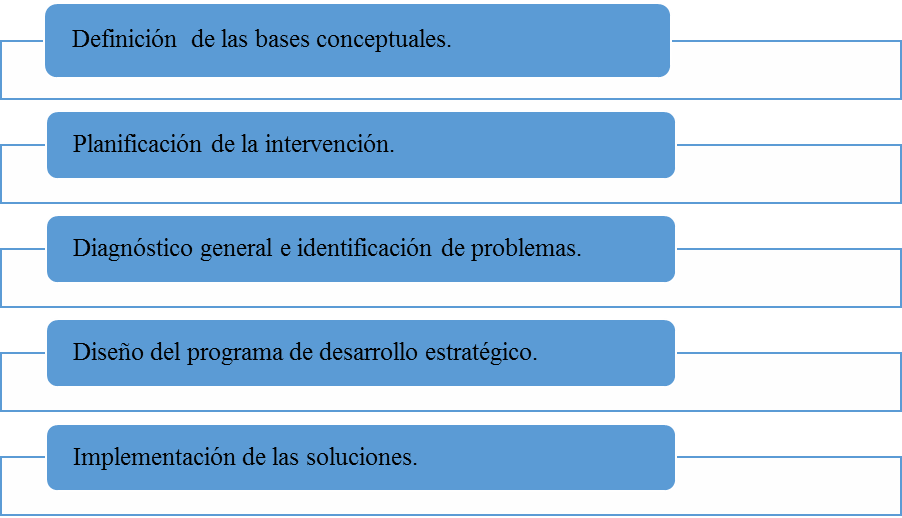 Definición de las bases conceptuales.
Planificación de la intervención.
Diagnóstico general e identificación de problemas.
Diseño del programa de desarrollo estratégico.
Implementación de las soluciones.